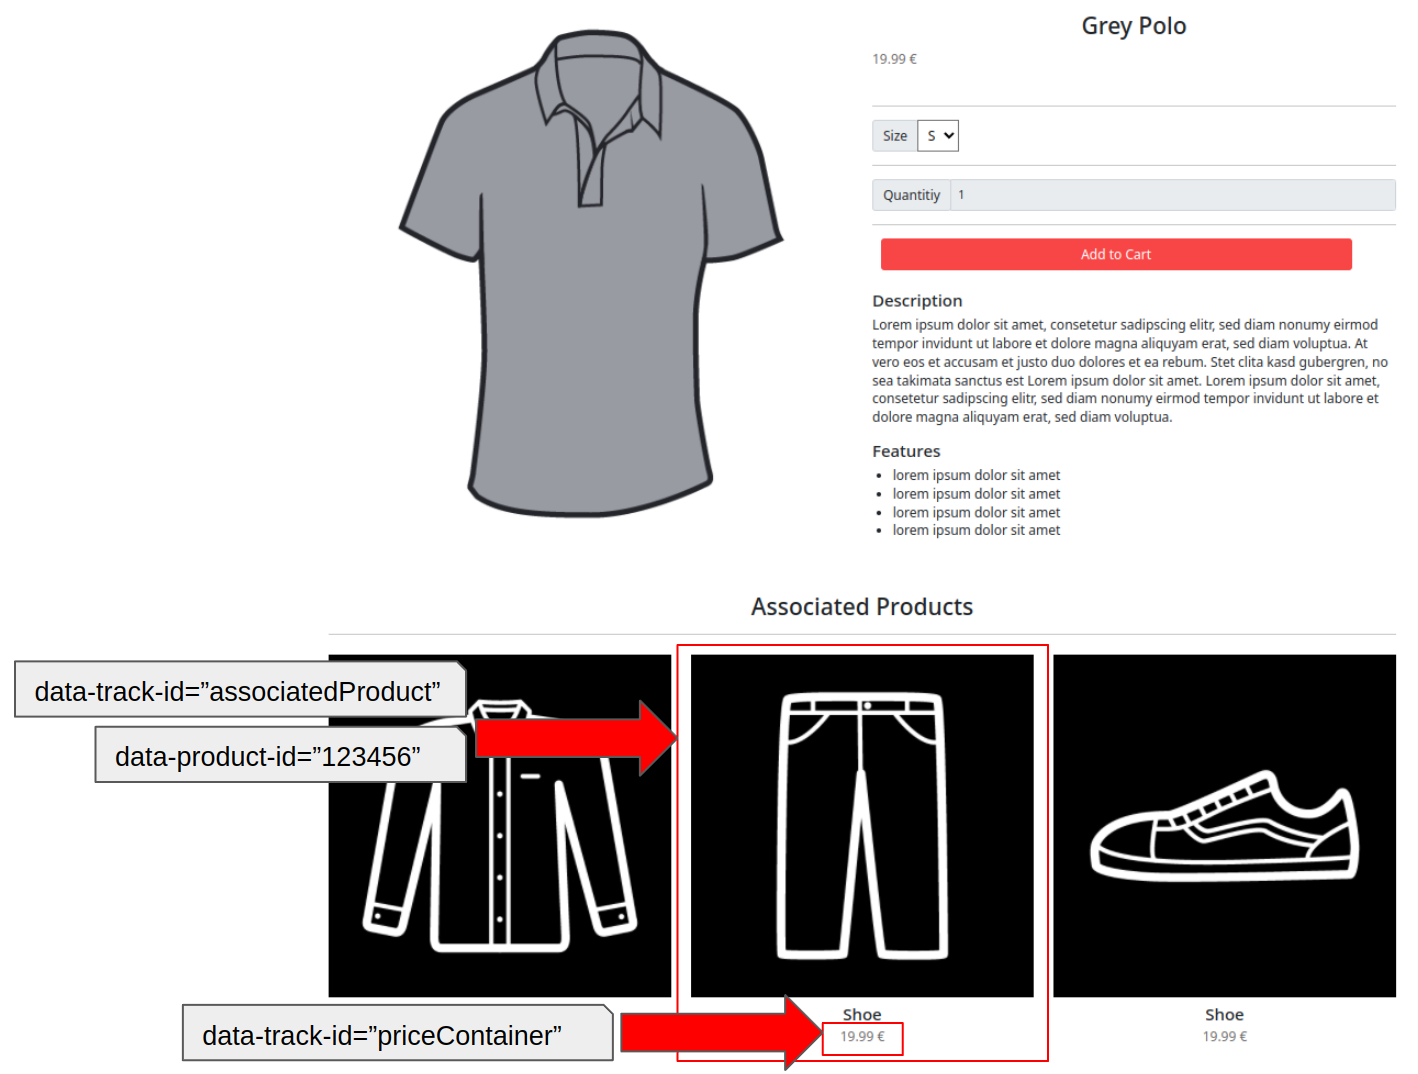 Grey Polo
19.99 €
Size
S
Quantitiy
1
Add to Cart
Description
Lorem ipsum dolor sit amet, consetetur sadipscing elitr, sed diam nonumy eirmod
tempor invidunt ut labore et dolore magna aliquyam erat, sed diam voluptua. At
vero eos et accusam et justo duo dolores et ea rebum. Stet clita kasd gubergren, no
sea takimata sanctus est Lorem ipsum dolor sit amet. Lorem ipsum dolor sit amet,
consetetur sadipscing elitr, sed diam nonumy eirmod tempor invidunt ut labore et
dolore magna aliquyam erat, sed diam voluptua.
Features
• lorem ipsum dolor sit amet
• lorem ipsum dolor sit amet
• lorem ipsum dolor sit amet
• lorem ipsum dolor sit amet
Associated Products
data-track-id=”associatedProduct”
data-product-id=”123456”
data-track-id=”priceContainer”
Shoe
19.99 €
Shoe
19.99 €